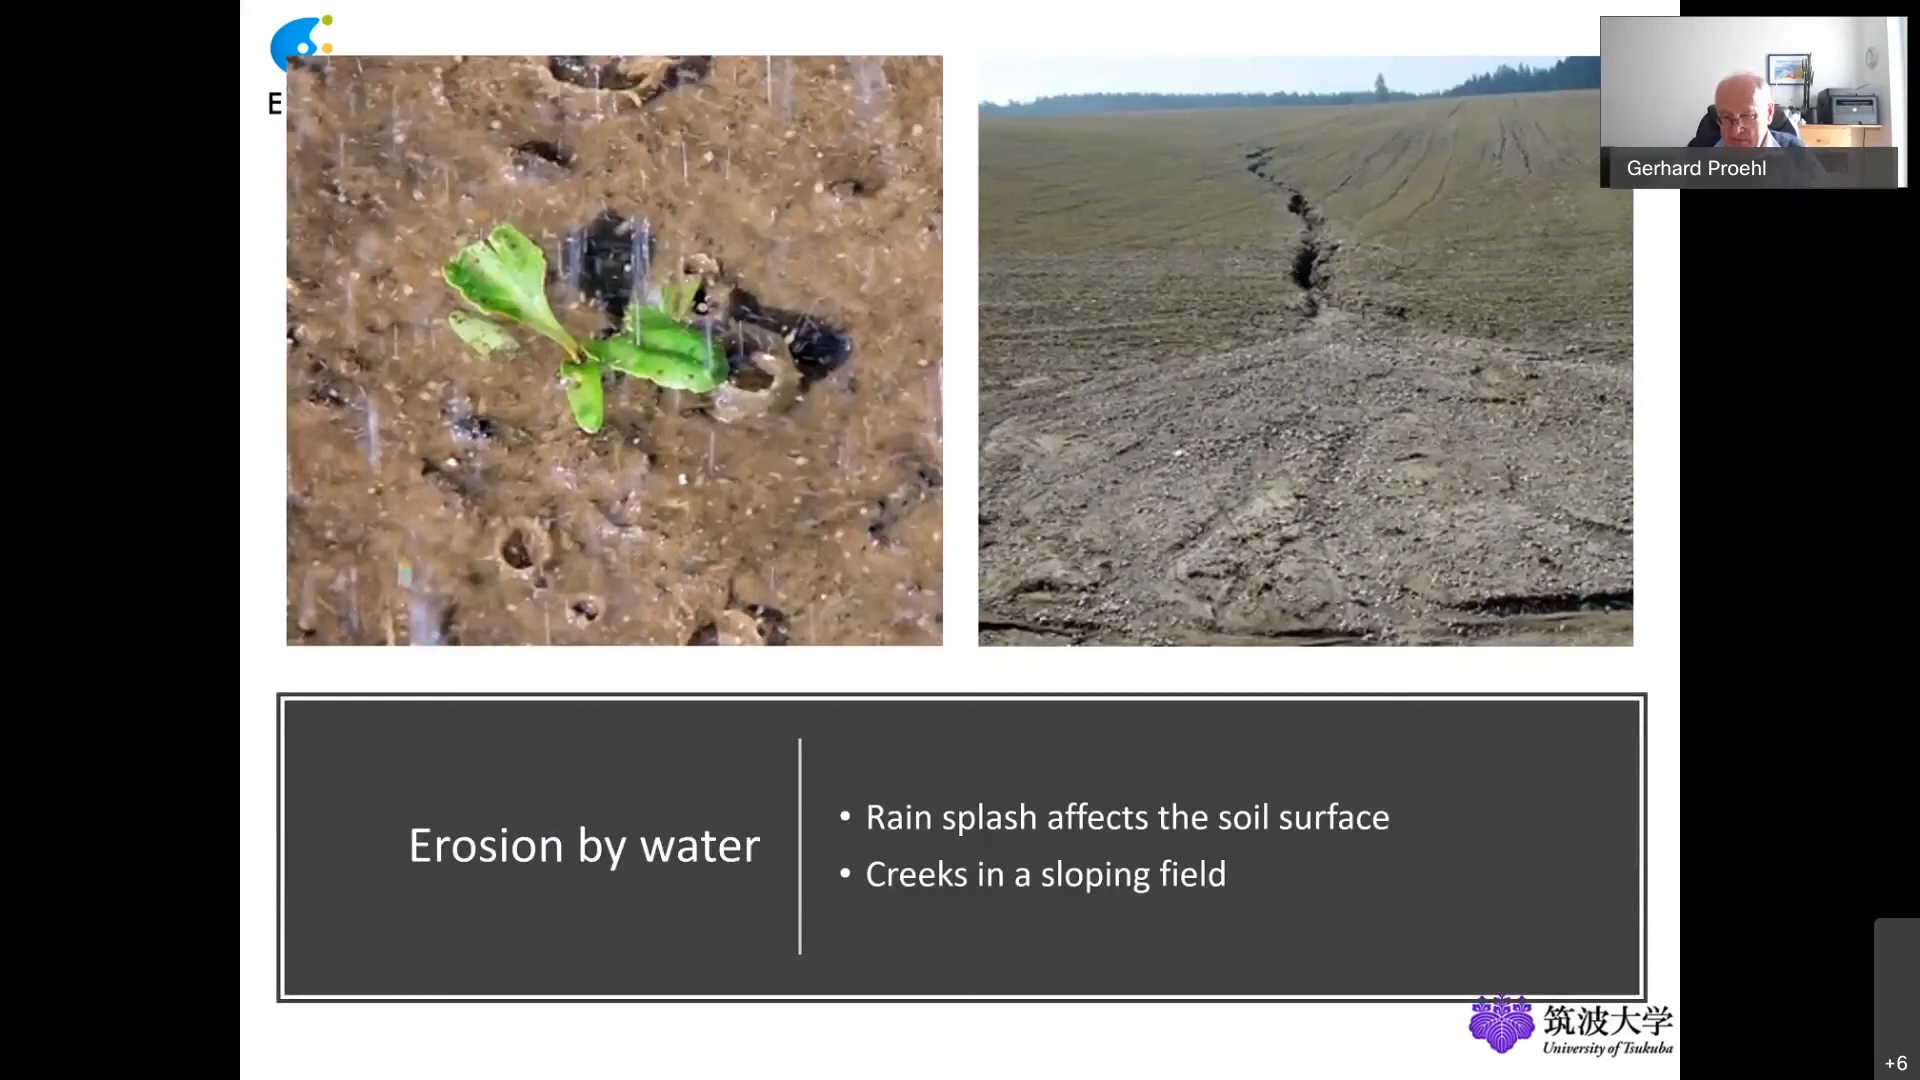 E
Gerhard Proehl
Erosion by water
• Rain splash affects the soil surface
• Creeks in a sloping field
筑波大学
University of Tsukuba
+6